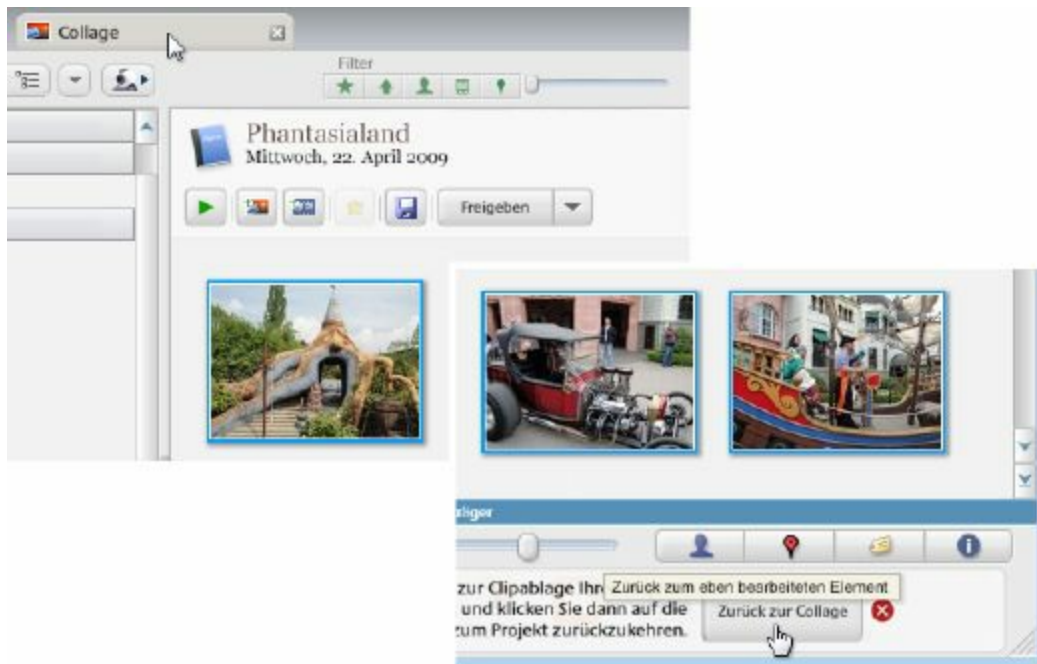 Collage
Filter
Phantasialand
Mittwoch, 22. April 2009
Freigeben
zur Clipablage Ihre
Zurück zum eben bearbeiteten Element
und klicken Sie dann auf die
Zurück zur Collage
zum Projekt zurückzukehren.